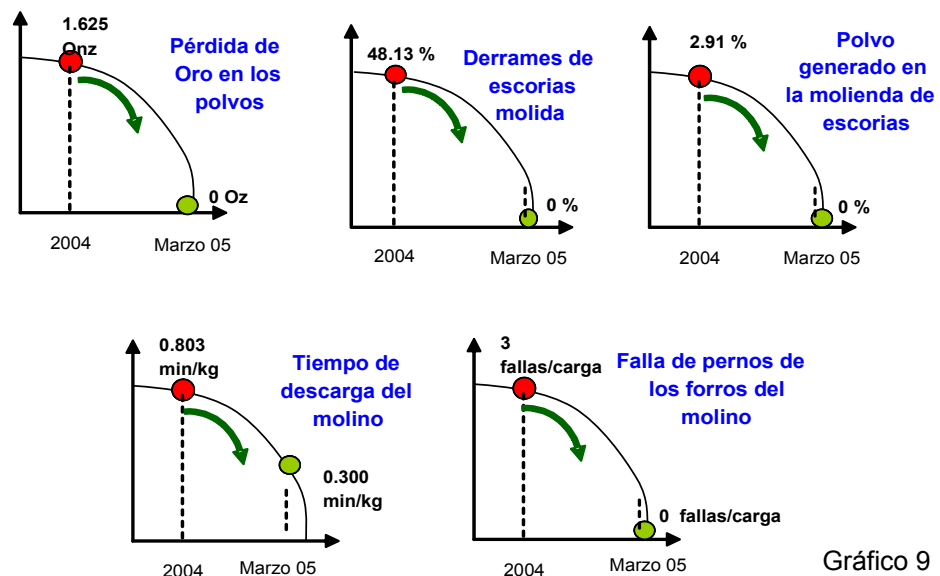 1.625
Onz
Pérdida de
Oro en los
polvos
0 Oz
2004
Marzo 05
48.13 %
Derrames de
escorias
molida
0 %
2004
Marzo 05
2.91 %
Polvo
generado en
la molienda de
escorias
0 %
2004
Marzo 05
0.803
min/kg
Tiempo de
descarga del
molino
0.300
min/kg
2004
Marzo 05
3
fallas/carga
Falla de pernos de
los forros del
molino
0 fallas/carga
2004
Marzo 05
Gráfico 9